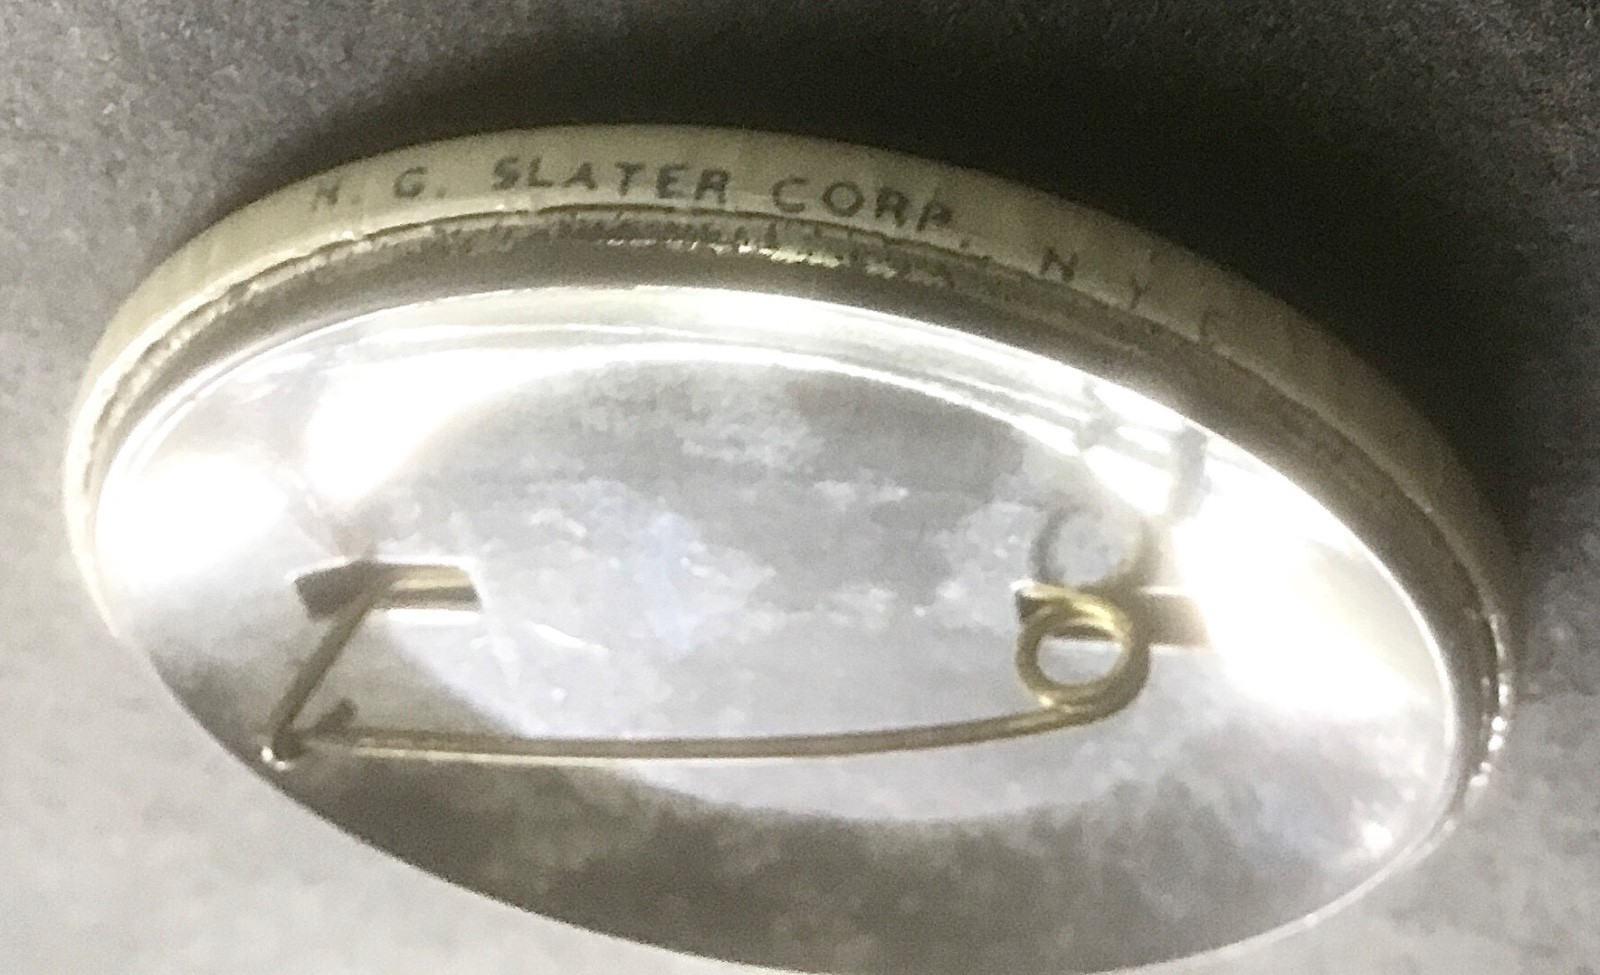 N. G. SLATER CORP. N Y C